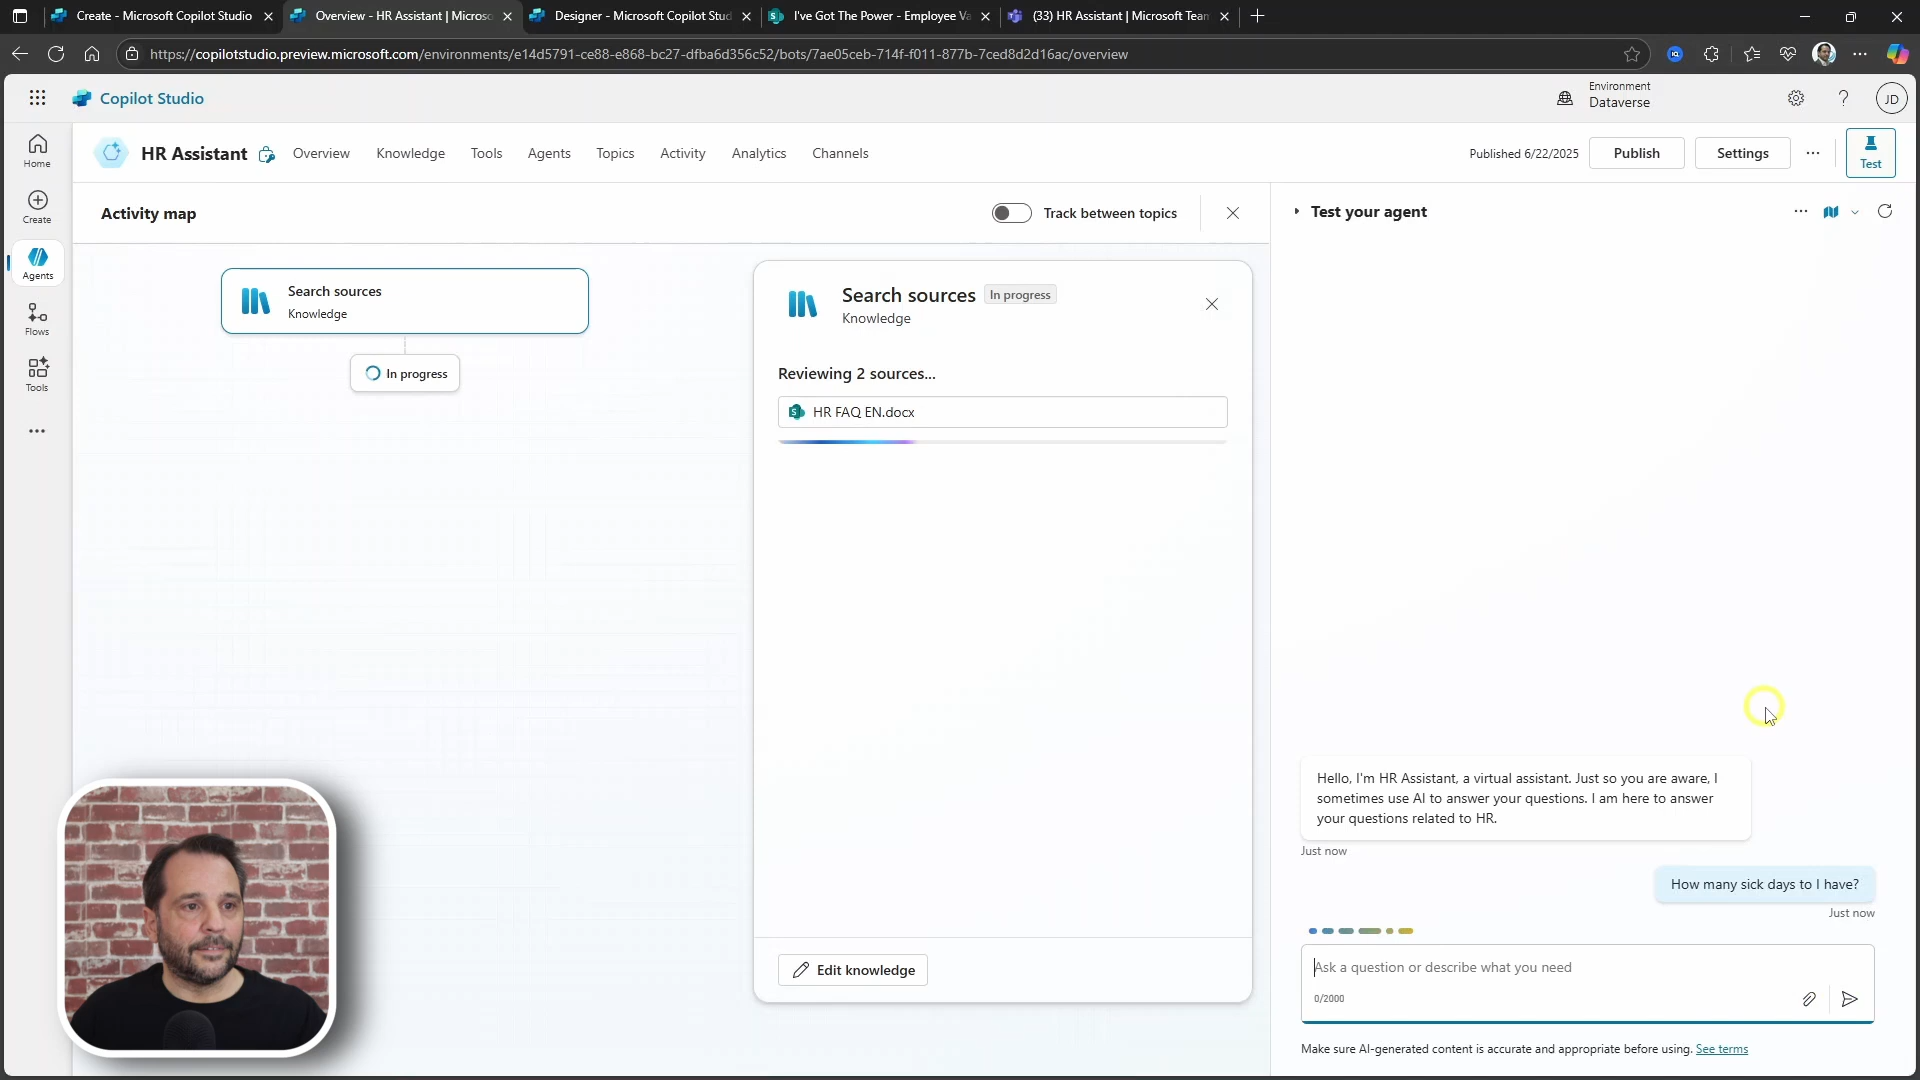 Create - Microsoft Copilot Studio
Overview - HR Assistant | Microso
Designer - Microsoft Copilot Stud
I've Got The Power - Employee Va
(33) HR Assistant | Microsoft Team
https://copilotstudio.preview.microsoft.com/environments/e14d5791-ce88-e868-bc27-dfba6d356c52/bots/7ae05ceb-714f-f011-877b-7ced8d2d16ac/overview
Copilot Studio
Environment
Dataverse
?
JD
Home
Create
Agents
Flows
Tools
HR Assistant
Overview
Knowledge
Tools
Agents
Topics
Activity
Analytics
Channels
Published 6/22/2025
Publish
Settings
Test
Activity map
Track between topics
Search sources
Knowledge
In progress
Search sources
In progress
Knowledge
Reviewing 2 sources...
HR FAQ EN.docx
Edit knowledge
Test your agent
Hello, I'm HR Assistant, a virtual assistant. Just so you are aware, I
sometimes use AI to answer your questions. I am here to answer
your questions related to HR.
Just now
How many sick days to I have?
Just now
Ask a question or describe what you need
0/2000
Make sure AI-generated content is accurate and appropriate before using. See terms